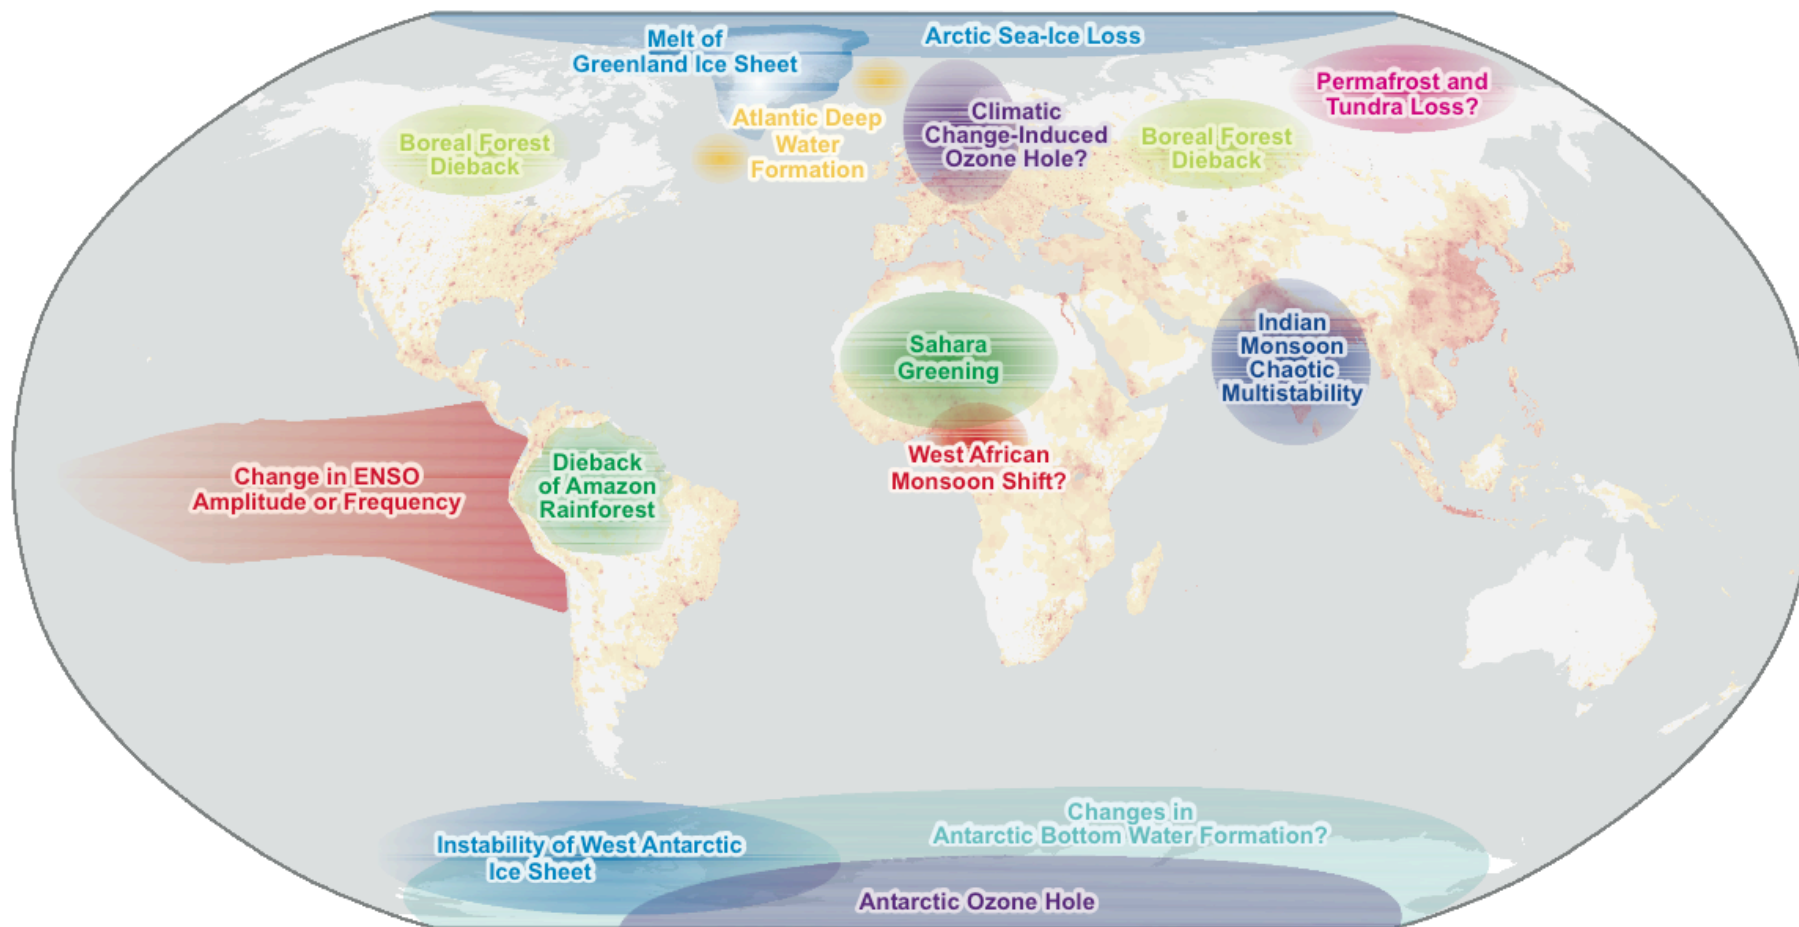 Melt of
Greenland Ice Sheet
Arctic Sea-Ice Loss
Permafrost and
Tundra Loss?
Atlantic Deep
Water
Formation
Climatic
Change-Induced
Ozone Hole?
Boreal Forest
Dieback
Boreal Forest
Dieback
Sahara
Greening
Indian
Monsoon
Chaotic
Multistability
West African
Monsoon Shift?
Change in ENSO
Amplitude or Frequency
Dieback
of Amazon
Rainforest
Changes in
Antarctic Bottom Water Formation?
Instability of West Antarctic
Ice Sheet
Antarctic Ozone Hole